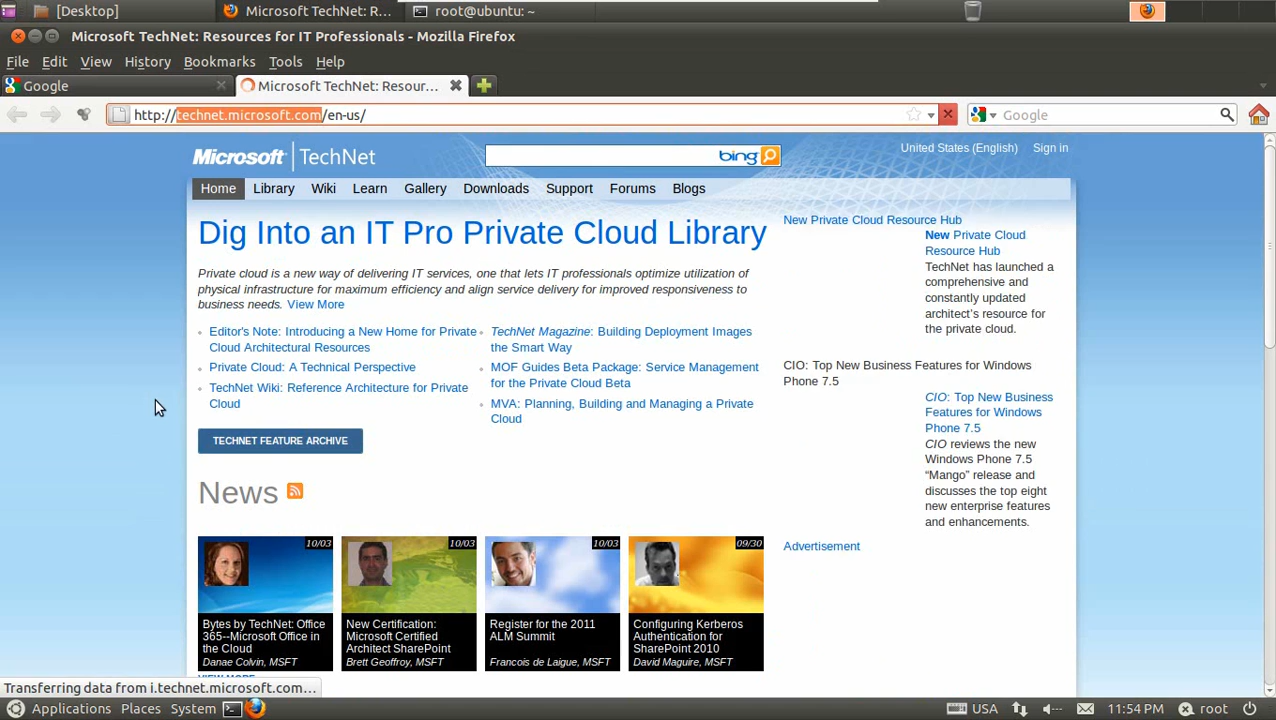 [Desktop]
Microsoft TechNet: R...
root@ubuntu: ~
Microsoft TechNet: Resources for IT Professionals - Mozilla Firefox
File Edit View History Bookmarks Tools Help
Google
Microsoft TechNet: Resour...
http://technet.microsoft.com/en-us/
Google
Microsoft | TechNet
bing
United States (English) Sign in
Home Library Wiki Learn Gallery Downloads Support Forums Blogs
Dig Into an IT Pro Private Cloud Library
Private cloud is a new way of delivering IT services, one that lets IT professionals optimize utilization of
physical infrastructure for maximum efficiency and align service delivery for improved responsiveness to
business needs. View More
Editor's Note: Introducing a New Home for Private
Cloud Architectural Resources
Private Cloud: A Technical Perspective
TechNet Wiki: Reference Architecture for Private
Cloud
TechNet Magazine: Building Deployment Images
the Smart Way
MOF Guides Beta Package: Service Management
for the Private Cloud Beta
MVA: Planning, Building and Managing a Private
Cloud
TECHNET FEATURE ARCHIVE
New Private Cloud Resource Hub
New Private Cloud
Resource Hub
TechNet has launched a
comprehensive and
constantly updated
architect's resource for
the private cloud.
CIO: Top New Business Features for Windows
Phone 7.5
CIO: Top New Business
Features for Windows
Phone 7.5
CIO reviews the new
Windows Phone 7.5
“Mango” release and
discusses the top eight
new enterprise features
and enhancements.
Advertisement
News
10/03
Bytes by TechNet: Office
365--Microsoft Office in
the Cloud
Danae Colvin, MSFT
10/03
New Certification:
Microsoft Certified
Architect SharePoint
Brett Geoffroy, MSFT
10/03
Register for the 2011
ALM Summit
Francois de Laigue, MSFT
09/30
Configuring Kerberos
Authentication for
SharePoint 2010
David Maguire, MSFT
VIEW MORE
Transferring data from i.technet.microsoft.com...
Applications Places System
USA
11:54 PM
root